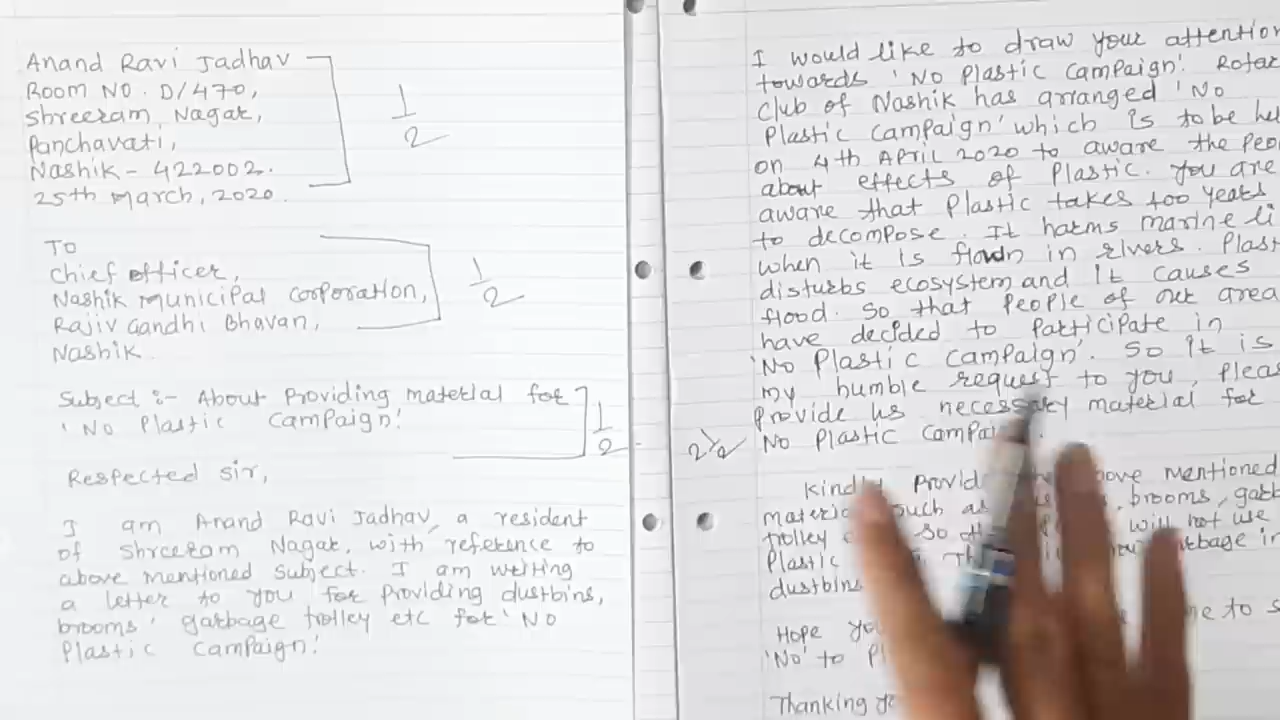 Anand Ravi Jadhav
Room No. D/470,
Shreeram Nagar,
Panchavati,
Nashik - 422002.
25th March, 2020.
1/2
To
Chief officer,
Nashik Municipal Corporation,
Rajiv Gandhi Bhavan,
Nashik.
1/2
Subject :- About Providing material for
'No Plastic Campaign!
1/2
Respected Sir,
I am Anand Ravi Jadhav, a resident
of Shreeram Nagar, with reference to
above mentioned subject. I am writing
a letter to you for Providing dustbins,
brooms, garbage trolley etc for 'No
Plastic Campaign!
I would like to draw your attention
towards 'No Plastic Campaign'.
Club of Nashik has arranged 'No
Plastic Campaign' which is to be
on 4th April 2020 to aware the
about effects of Plastic. You are
aware that Plastic takes 400 years
to decompose. It harms marine
when it is flown in rivers.
disturbs ecosystem and it causes
flood. So that People of our area
have decided to Participate in
'No Plastic Campaign'. So it is
my humble request to you,
Provide us necessary material for
No Plastic
2 1/2
mentioned
such as brooms,
trolley so will not use
Plastic in
dustbins
Hope to
'No' to
Thanking